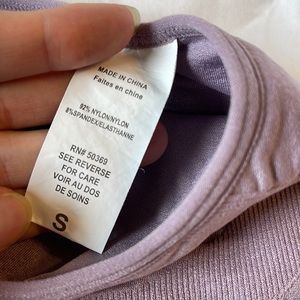 MADE IN CHINA
Faites en chine
92% NYLON/NYLON
8%SPANDEX/ELASTHANNE
RN# 50369
SEE REVERSE
FOR CARE
VOIR AU DOS
DE SOINS
S